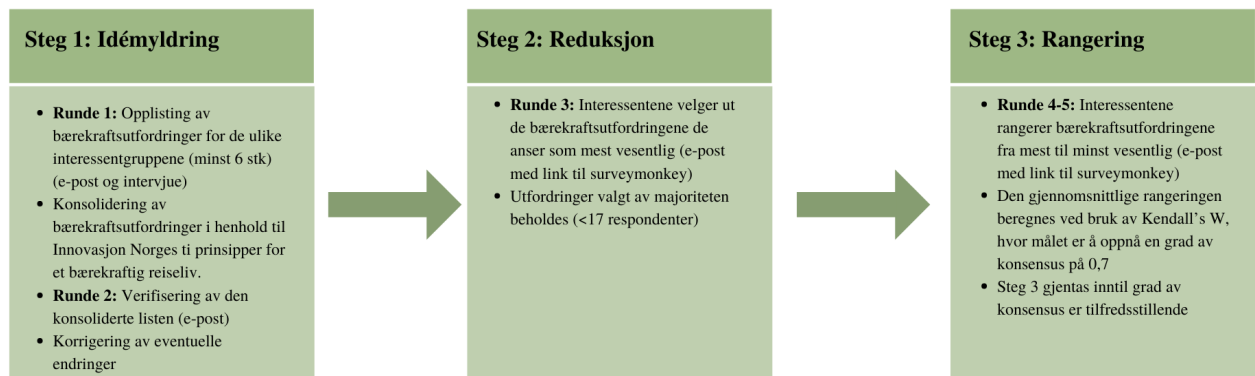 Steg 1: Idémyldring
• Runde 1: Opplisting av
bærekraftsutfordringer for de ulike
interessentgruppene (minst 6 stk)
(e-post og intervjue)
• Konsolidering av
bærekraftsutfordringer i henhold til
Innovasjon Norges ti prinsipper for
et bærekraftig reiseliv.
• Runde 2: Verifisering av den
konsoliderte listen (e-post)
• Korrigering av eventuelle
endringer
Steg 2: Reduksjon
• Runde 3: Interessentene velger ut
de bærekraftsutfordringene de
anser som mest vesentlig (e-post
med link til surveymonkey)
• Utfordringer valgt av majoriteten
beholdes (<17 respondenter)
Steg 3: Rangering
• Runde 4-5: Interessentene
rangerer bærekraftsutfordringene
fra mest til minst vesentlig (e-post
med link til surveymonkey)
• Den gjennomsnittlige rangeringen
beregnes ved bruk av Kendall’s W,
hvor målet er å oppnå en grad av
konsensus på 0,7
• Steg 3 gjentas inntil grad av
konsensus er tilfredsstillende